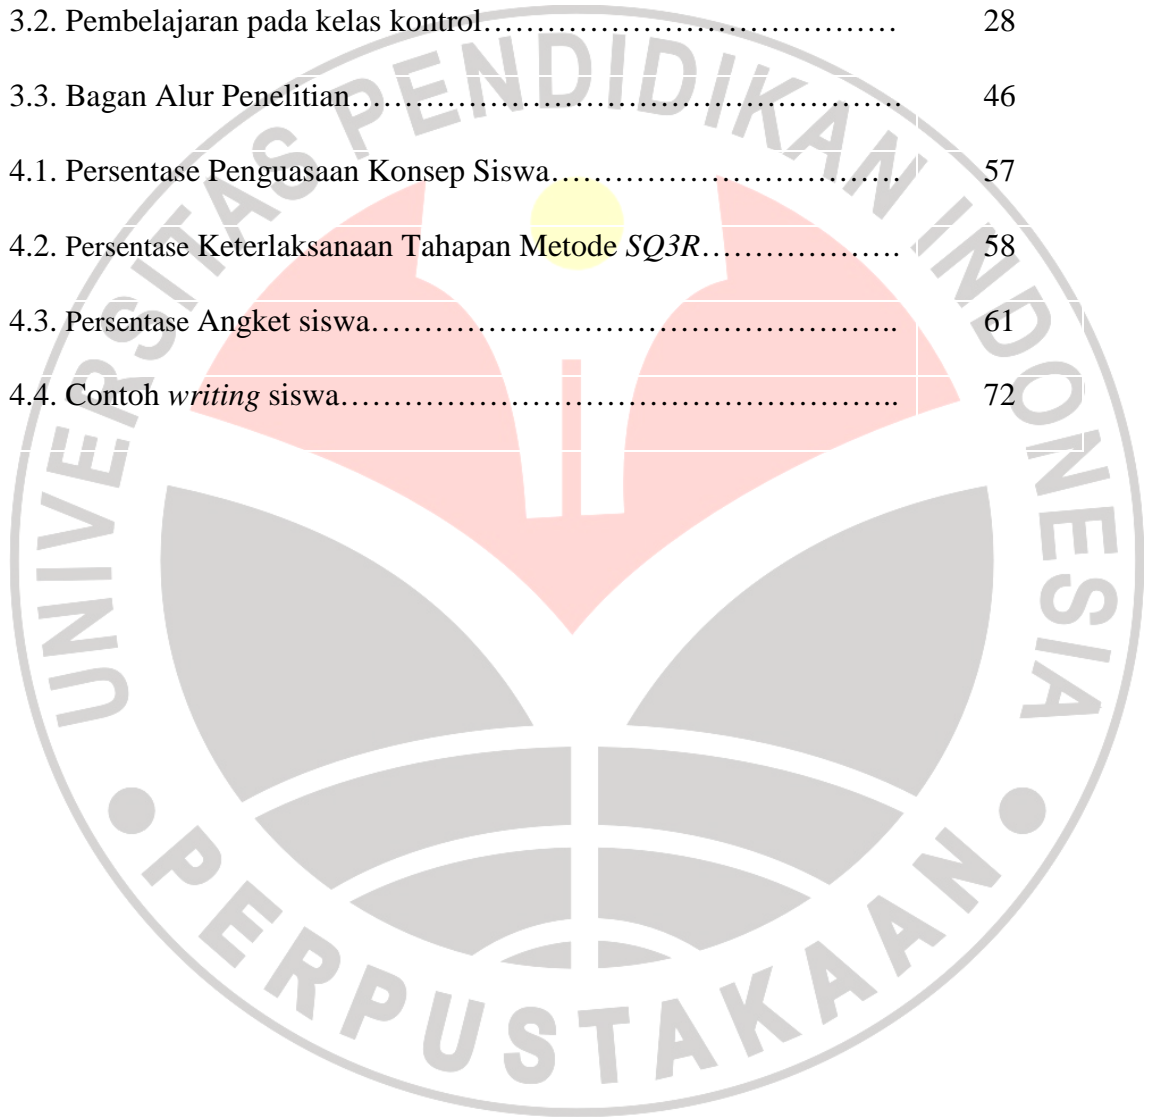 3.2. Pembelajaran pada kelas kontrol………………………………… 28
3.3. Bagan Alur Penelitian……………………………………………. 46
4.1. Persentase Penguasaan Konsep Siswa……………………………. 57
4.2. Persentase Keterlaksanaan Tahapan Metode SQ3R………………. 58
4.3. Persentase Angket siswa………………………………………….. 61
4.4. Contoh writing siswa…………………………………………….. 72
UNIVERSITAS PENDIDIKAN INDONESIA
PERPUSTAKAAN